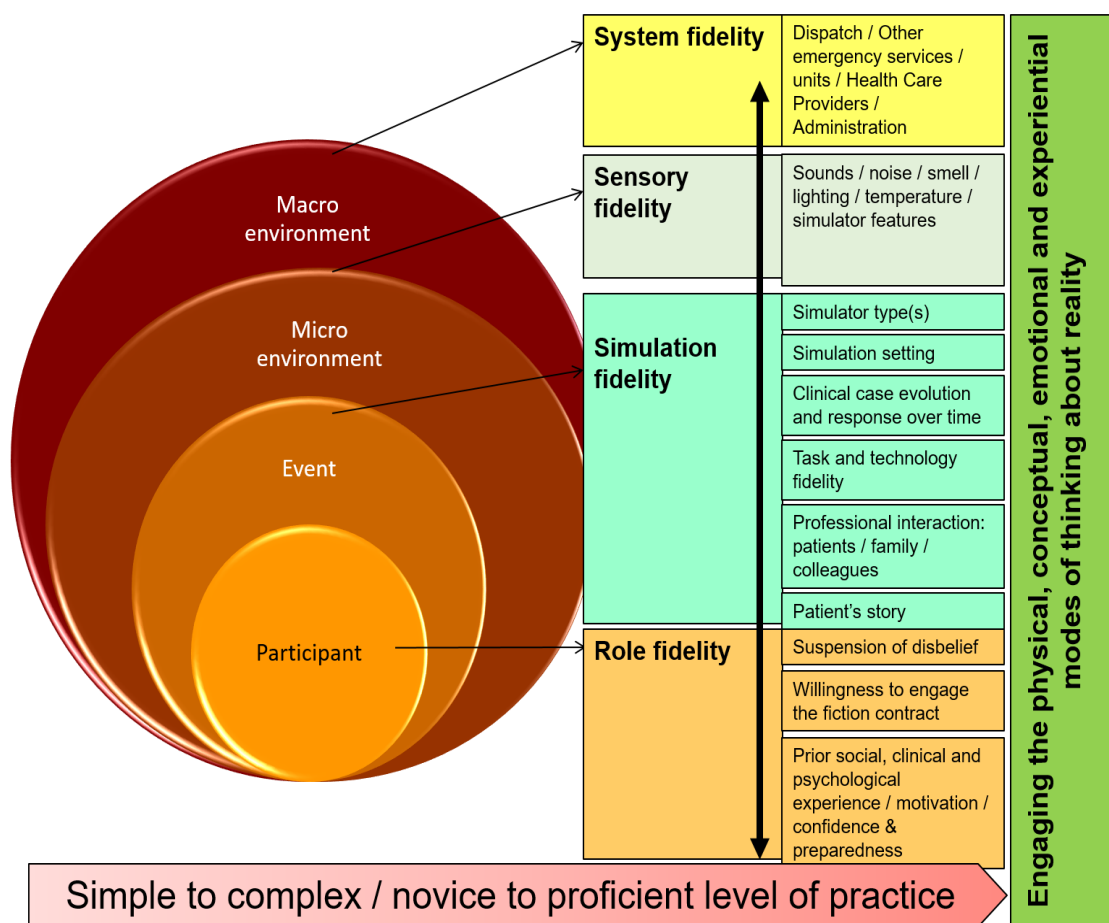 Macro
environment
Micro
environment
Event
Participant
System fidelity
Dispatch / Other
emergency services /
units / Health Care
Providers /
Administration
Sensory
fidelity
Sounds / noise / smell /
lighting / temperature /
simulator features
Simulation
fidelity
Simulator type(s)
Simulation setting
Clinical case evolution
and response over time
Task and technology
fidelity
Professional interaction:
patients / family /
colleagues
Patient’s story
Role fidelity
Suspension of disbelief
Willingness to engage
the fiction contract
Prior social, clinical and
psychological
experience / motivation /
confidence &
preparedness
Engaging the physical, conceptual, emotional and experiential
modes of thinking about reality
Simple to complex / novice to proficient level of practice